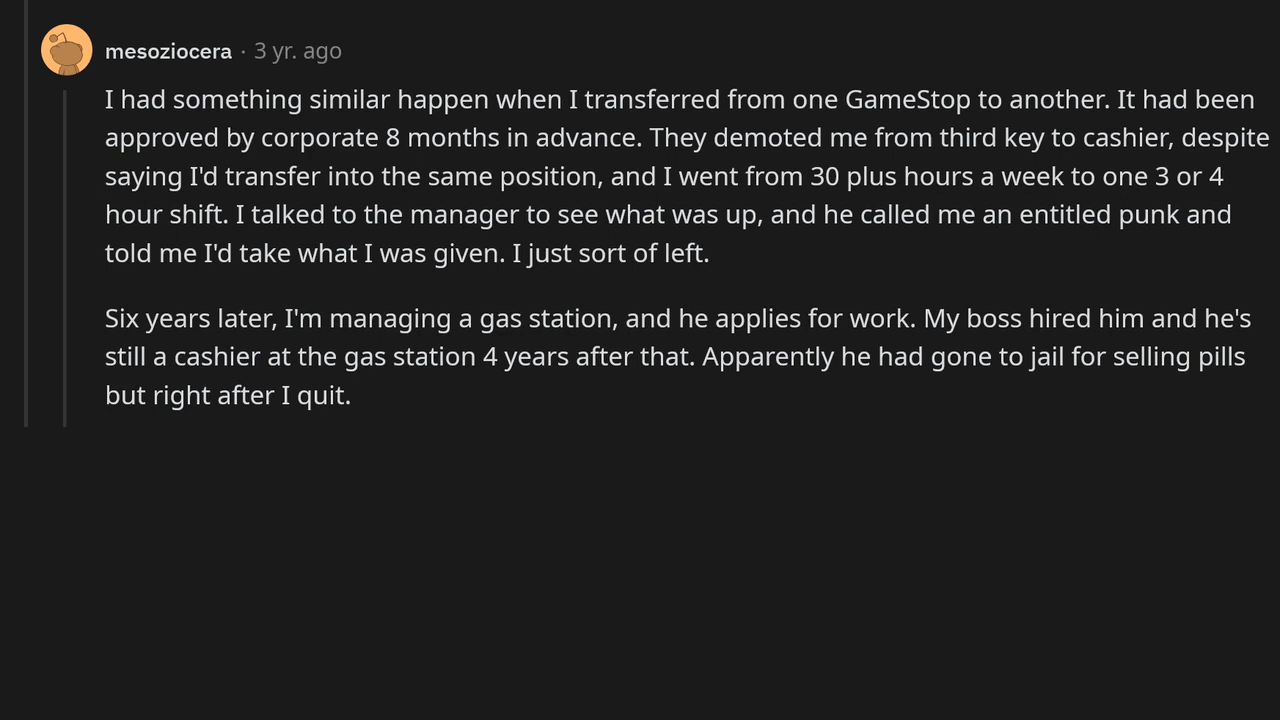 mesoziocera · 3 yr. ago
I had something similar happen when I transferred from one GameStop to another. It had been
approved by corporate 8 months in advance. They demoted me from third key to cashier, despite
saying I'd transfer into the same position, and I went from 30 plus hours a week to one 3 or 4
hour shift. I talked to the manager to see what was up, and he called me an entitled punk and
told me I'd take what I was given. I just sort of left.
Six years later, I'm managing a gas station, and he applies for work. My boss hired him and he's
still a cashier at the gas station 4 years after that. Apparently he had gone to jail for selling pills
but right after I quit.